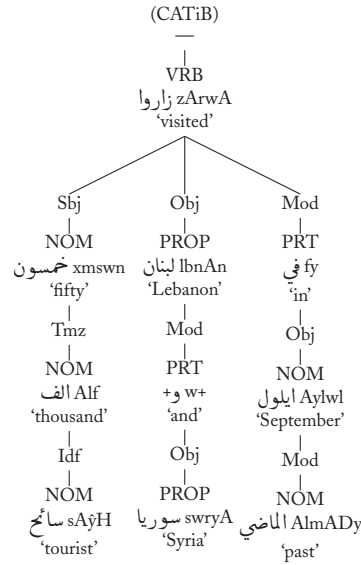 (CATiB)
—
VRB
زاروا zArwA
‘visited’
Sbj Obj Mod
NOM PROP PRT
خمسون xmswn لبنان lbnAn في fy
‘fifty’ ‘Lebanon’ ‘in’
Tmz Mod Obj
NOM PRT NOM
الف Alf و+ w+ ايلول Aylwl
‘thousand’ ‘and’ ‘September’
Idf Obj Mod
NOM PROP NOM
سائح sAŷH سوريا swryA الماضي AlmADy
‘tourist’ ‘Syria’ ‘past’